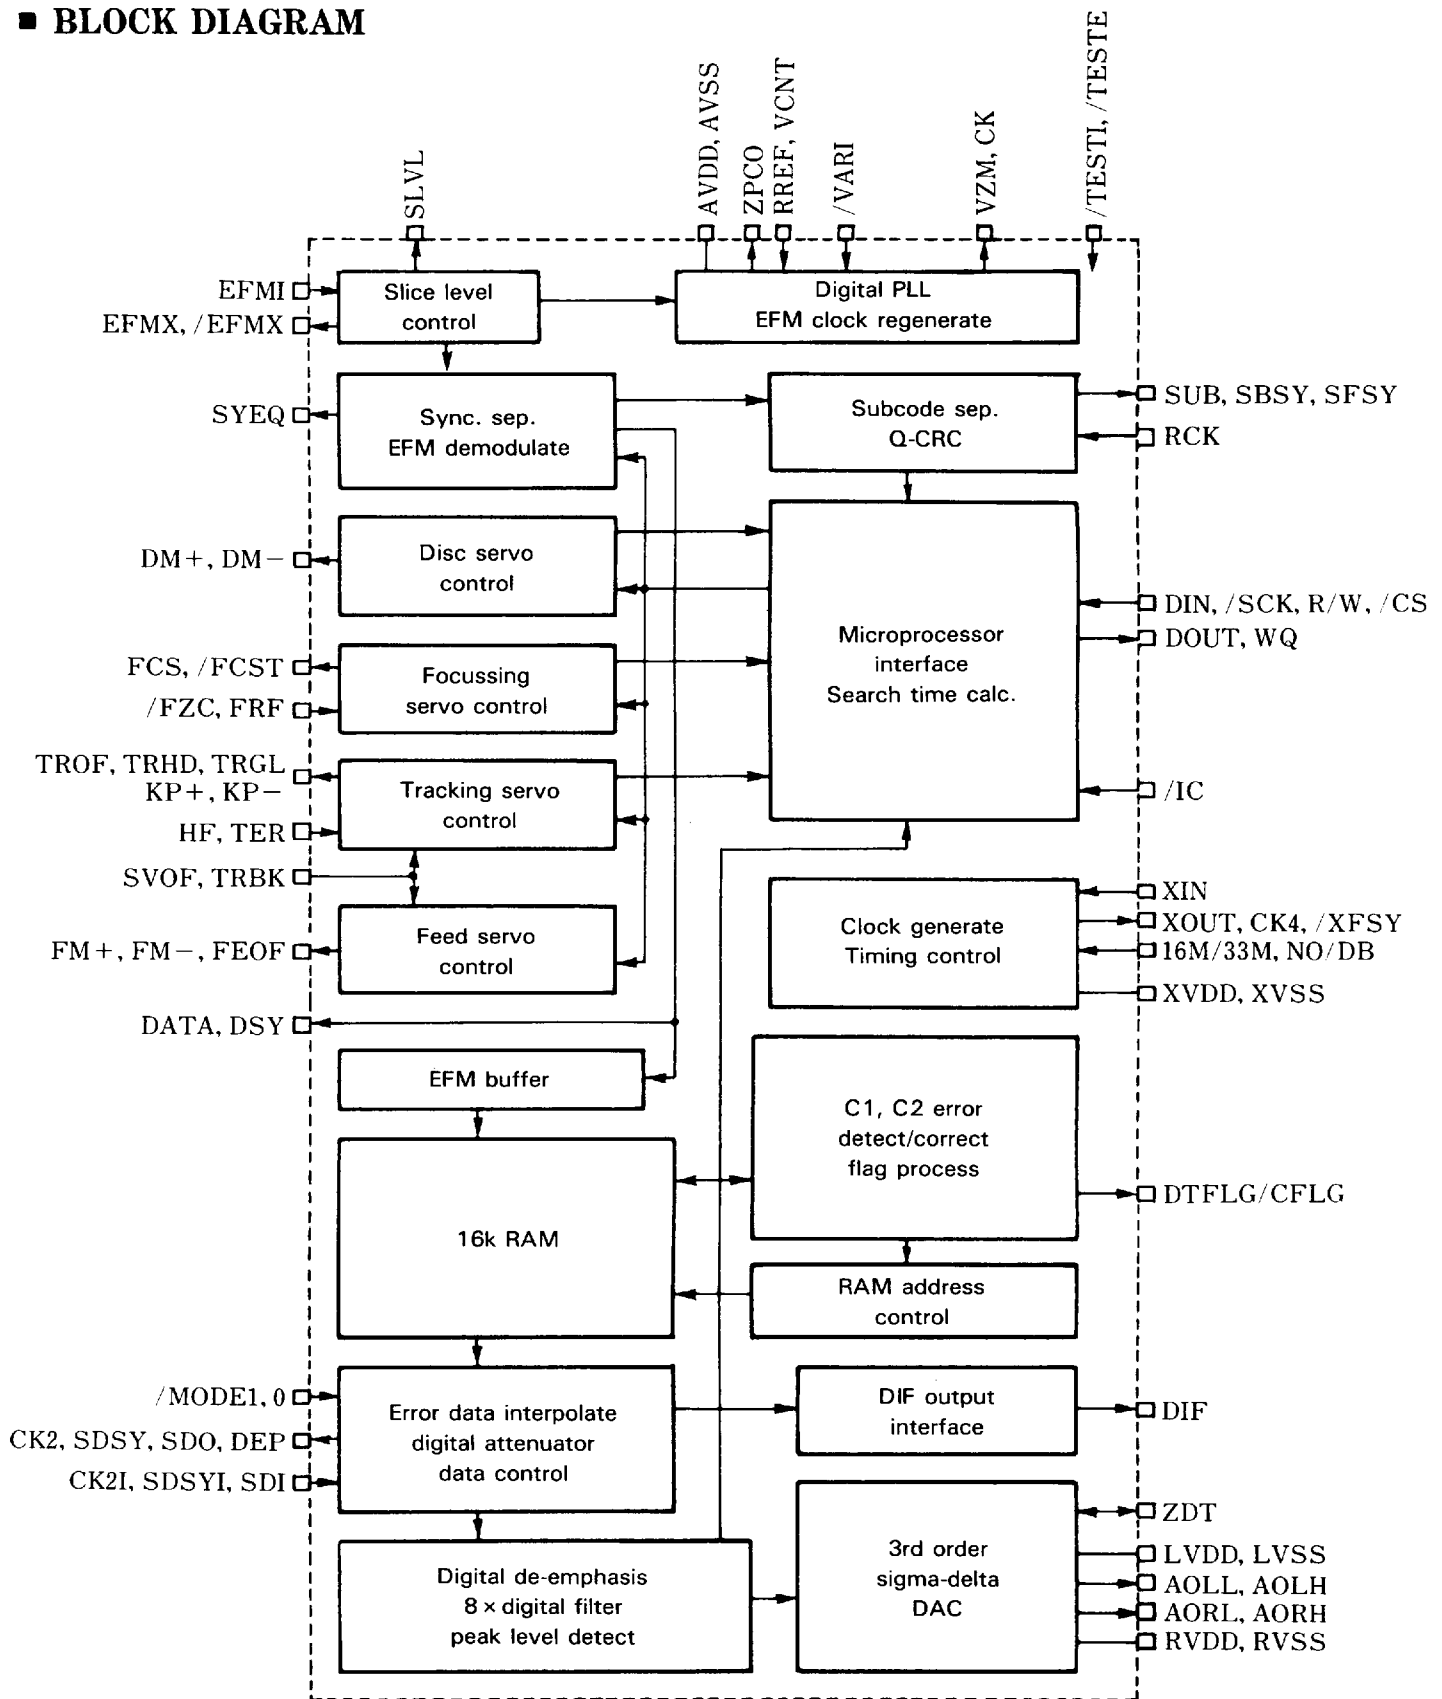 ■ BLOCK DIAGRAM
SLVL
AVDD, AVSS
ZPCO
RREF, VCNT
/VARI
VZM, CK
/TESTI, /TESTE
EFMI
EFMX, /EFMX
Slice level
control
Digital PLL
EFM clock regenerate
SYEQ
Sync. sep.
EFM demodulate
Subcode sep.
Q-CRC
SUB, SBSY, SFSY
RCK
DM+, DM−
Disc servo
control
Microprocessor
interface
Search time calc.
DIN, /SCK, R/W, /CS
DOUT, WQ
/IC
FCS, /FCST
/FZC, FRF
Focussing
servo control
TROF, TRHD, TRGL
KP+, KP−
HF, TER
Tracking servo
control
SVOF, TRBK
FM+, FM−, FEOF
Feed servo
control
Clock generate
Timing control
XIN
XOUT, CK4, /XFSY
16M/33M, NO/DB
XVDD, XVSS
DATA, DSY
EFM buffer
C1, C2 error
detect/correct
flag process
DTFLG/CFLG
16k RAM
RAM address
control
/MODE1, 0
CK2, SDSY, SDO, DEP
CK2I, SDSYI, SDI
Error data interpolate
digital attenuator
data control
DIF output
interface
DIF
Digital de-emphasis
8 × digital filter
peak level detect
3rd order
sigma-delta
DAC
ZDT
LVDD, LVSS
AOLL, AOLH
AORL, AORH
RVDD, RVSS